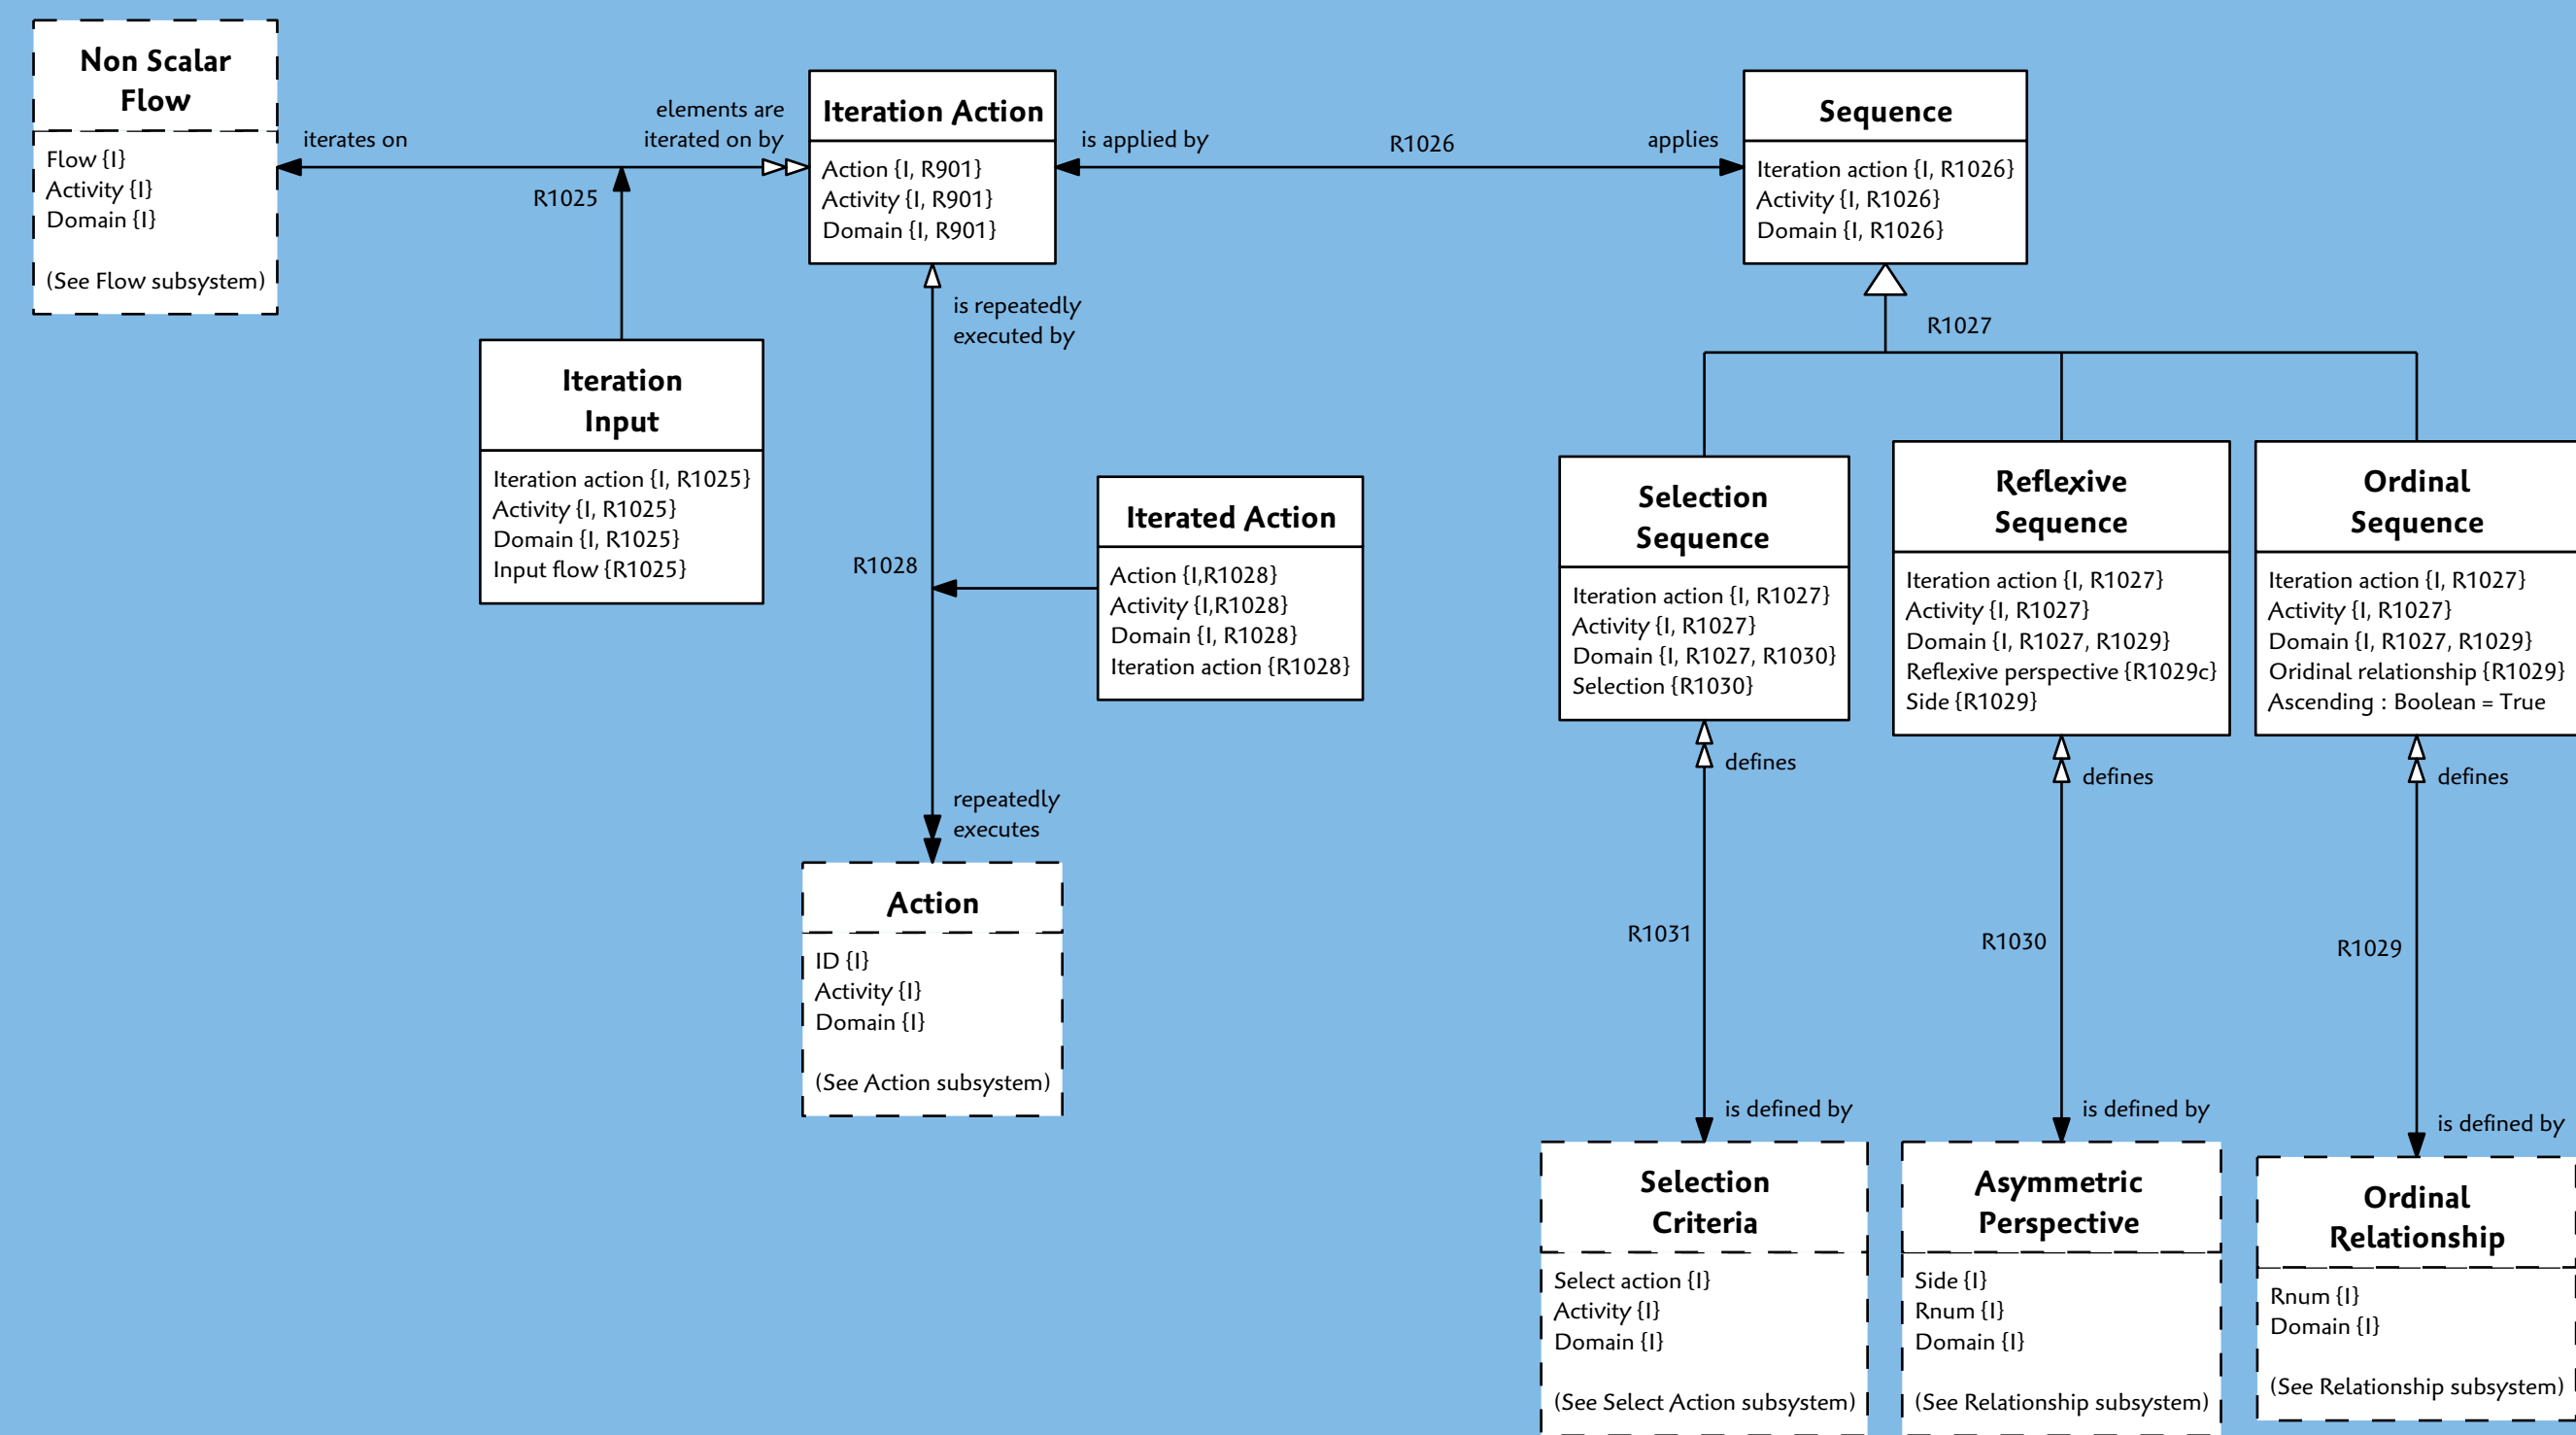 Non Scalar
Flow
Flow {I}
Activity {I}
Domain {I}
(See Flow subsystem)
iterates on
elements are
iterated on by
R1025
Iteration Action
Action {I, R901}
Activity {I, R901}
Domain {I, R901}
is applied by
R1026
applies
Sequence
Iteration action {I, R1026}
Activity {I, R1026}
Domain {I, R1026}
R1027
is repeatedly
executed by
Iteration
Input
Iteration action {I, R1025}
Activity {I, R1025}
Domain {I, R1025}
Input flow {R1025}
R1028
Iterated Action
Action {I,R1028}
Activity {I,R1028}
Domain {I, R1028}
Iteration action {R1028}
repeatedly
executes
Action
ID {I}
Activity {I}
Domain {I}
(See Action subsystem)
Selection
Sequence
Iteration action {I, R1027}
Activity {I, R1027}
Domain {I, R1027, R1030}
Selection {R1030}
Reflexive
Sequence
Iteration action {I, R1027}
Activity {I, R1027}
Domain {I, R1027, R1029}
Reflexive perspective {R1029c}
Side {R1029}
Ordinal
Sequence
Iteration action {I, R1027}
Activity {I, R1027}
Domain {I, R1027, R1029}
Oridinal relationship {R1029}
Ascending : Boolean = True
defines
R1031
is defined by
defines
R1030
is defined by
defines
R1029
is defined by
Selection
Criteria
Select action {I}
Activity {I}
Domain {I}
(See Select Action subsystem)
Asymmetric
Perspective
Side {I}
Rnum {I}
Domain {I}
(See Relationship subsystem)
Ordinal
Relationship
Rnum {I}
Domain {I}
(See Relationship subsystem)